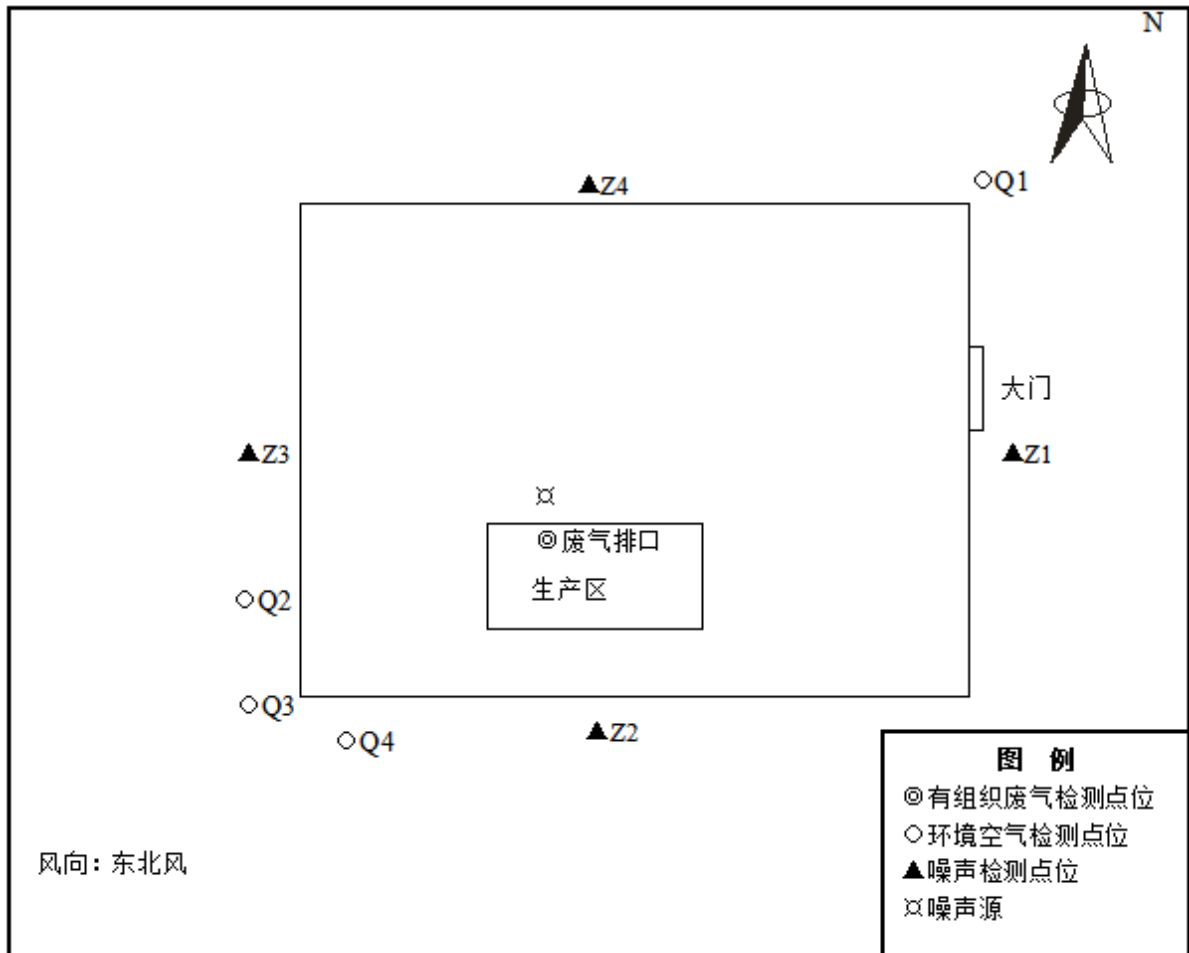 N
▲Z4
○Q1
大门
▲Z3
▲Z1
◎废气排口
生产区
○Q2
○Q3
○Q4
▲Z2
图 例
◎有组织废气检测点位
○环境空气检测点位
▲噪声检测点位
¤噪声源
风向：东北风